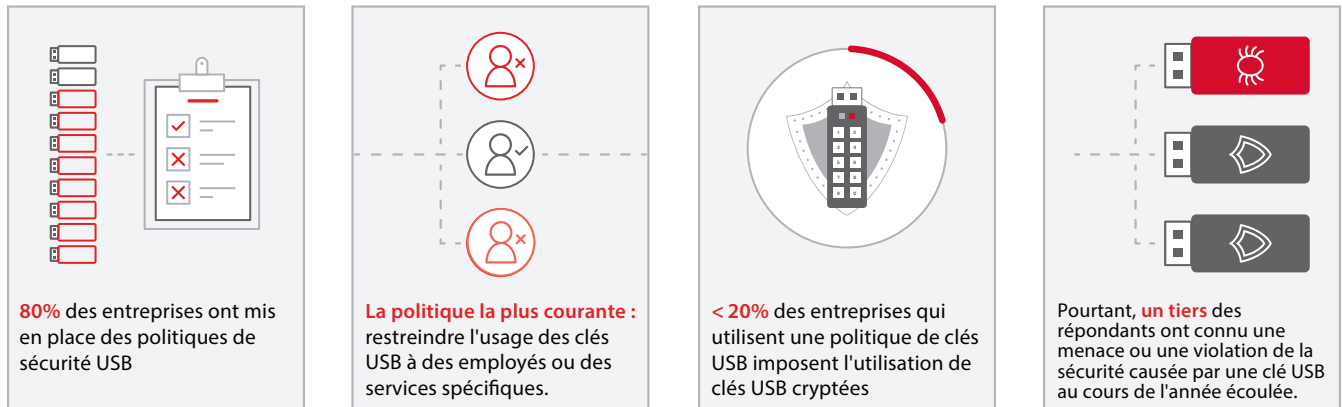 80% des entreprises ont mis
en place des politiques de
sécurité USB
La politique la plus courante :
restreindre l'usage des clés
USB à des employés ou des
services spécifiques.
< 20% des entreprises qui
utilisent une politique de clés
USB imposent l'utilisation de
clés USB cryptées
Pourtant, un tiers des
répondants ont connu une
menace ou une violation de la
sécurité causée par une clé USB
au cours de l'année écoulée.